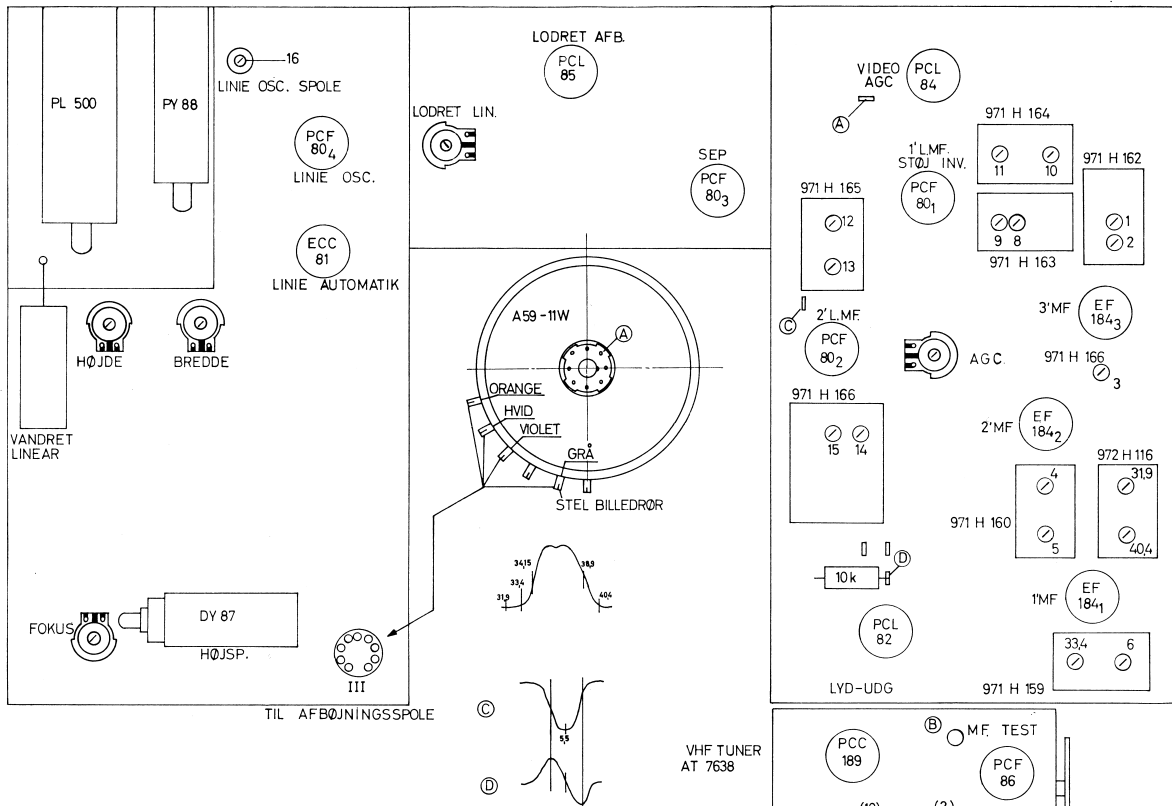 PL 500
PY 88
16
LINIE OSC. SPOLE
PCF
80₄
LINIE OSC.
ECC
81
LINIE AUTOMATIK
HØJDE
BREDDE
VANDRET
LINEAR
FOKUS
DY 87
HØJSP.
III
TIL AFBØJNINGSSPOLE
LODRET AFB.
PCL
85
LODRET LIN.
SEP
PCF
80₃
A59-11W
A
ORANGE
HVID
VIOLET
GRÅ
STEL BILLEDRØR
34,15
33,4
31,9
38,9
40,4
C
5,5
D
VIDEO
AGC
PCL
84
A
971 H 164
11
10
1'L.MF.
STØJ INV.
PCF
80₁
971 H 162
1
2
971 H 165
12
13
9
8
971 H 163
C
2'L.MF.
PCF
80₂
3'MF
EF
184₃
AGC.
971 H 166
3
971 H 166
15
14
2'MF
EF
184₂
972 H 116
31,9
40,4
4
5
971 H 160
10k
D
1'MF
EF
184₁
PCL
82
LYD-UDG
33,4
6
971 H 159
VHF TUNER
AT 7638
PCC
189
B
MF. TEST
PCF
86